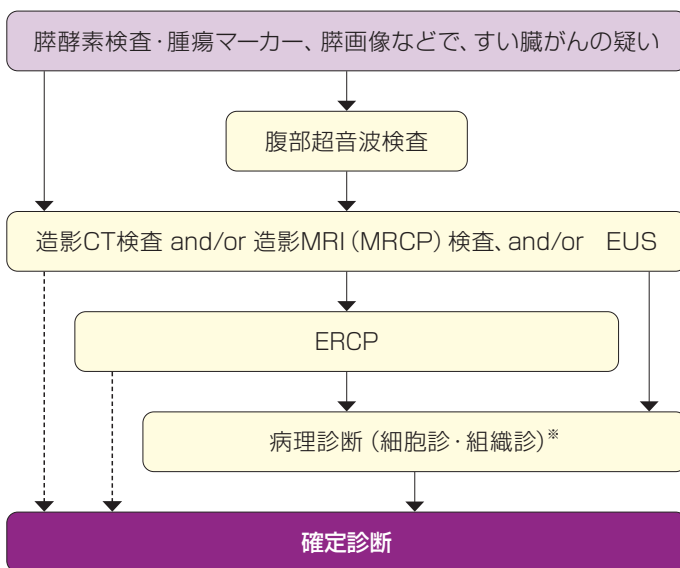 膵酵素検査・腫瘍マーカー、膵画像などで、すい臓がんの疑い
腹部超音波検査
造影CT検査 and/or 造影MRI（MRCP）検査、and/or　EUS
ERCP
病理診断（細胞診・組織診）※
確定診断